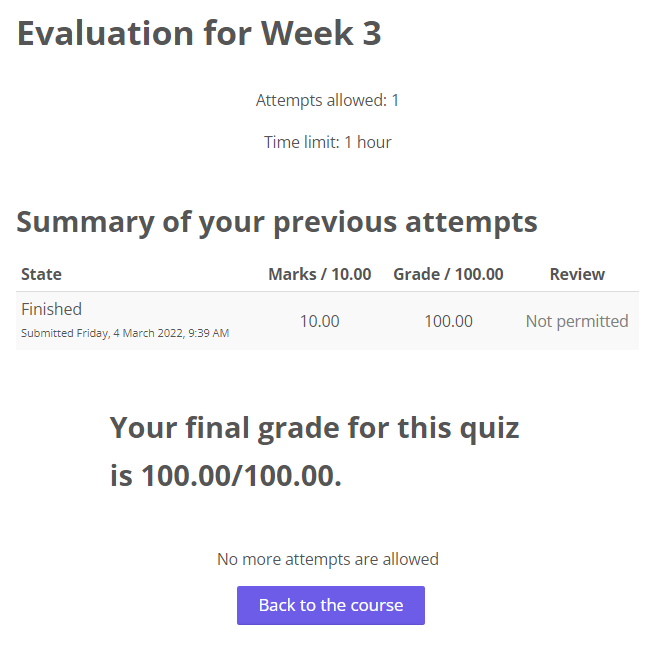 Evaluation for Week 3
Attempts allowed: 1
Time limit: 1 hour
Summary of your previous attempts
State Marks / 10.00 Grade / 100.00 Review
Finished
Submitted Friday, 4 March 2022, 9:39 AM
10.00 100.00 Not permitted
Your final grade for this quiz
is 100.00/100.00.
No more attempts are allowed
Back to the course